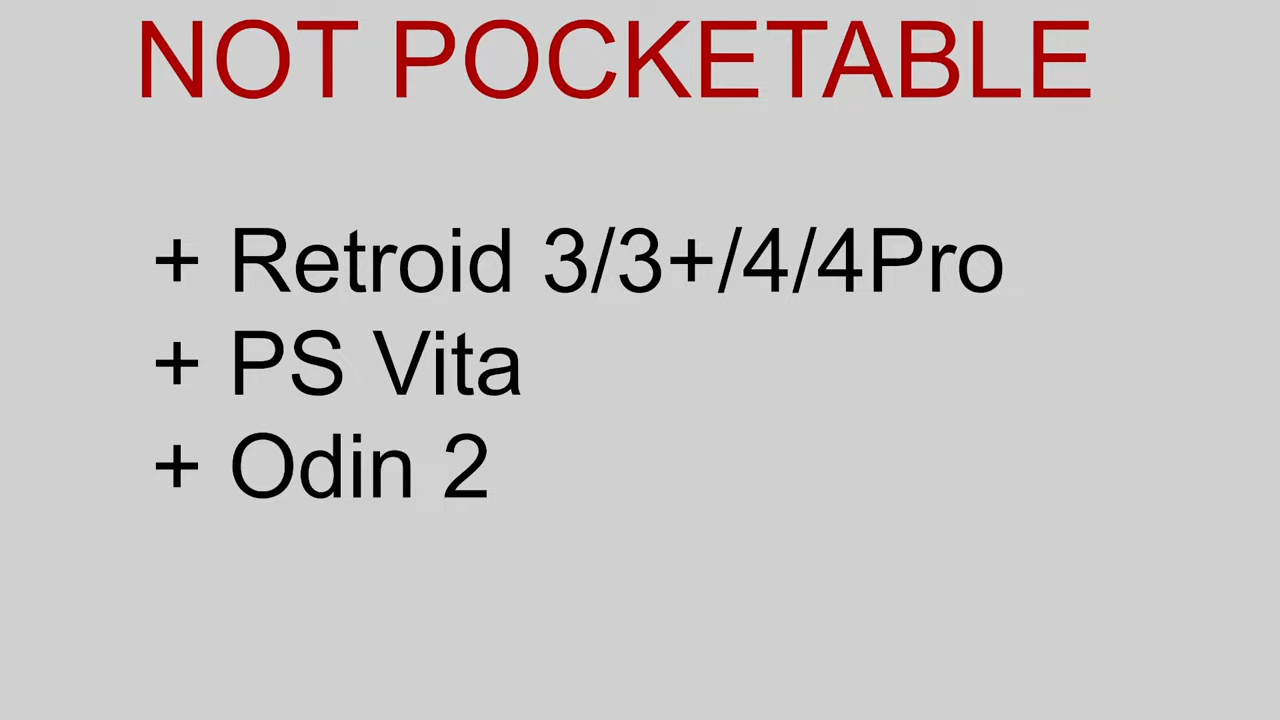 NOT POCKETABLE
+ Retroid 3/3+/4/4Pro
+ PS Vita
+ Odin 2